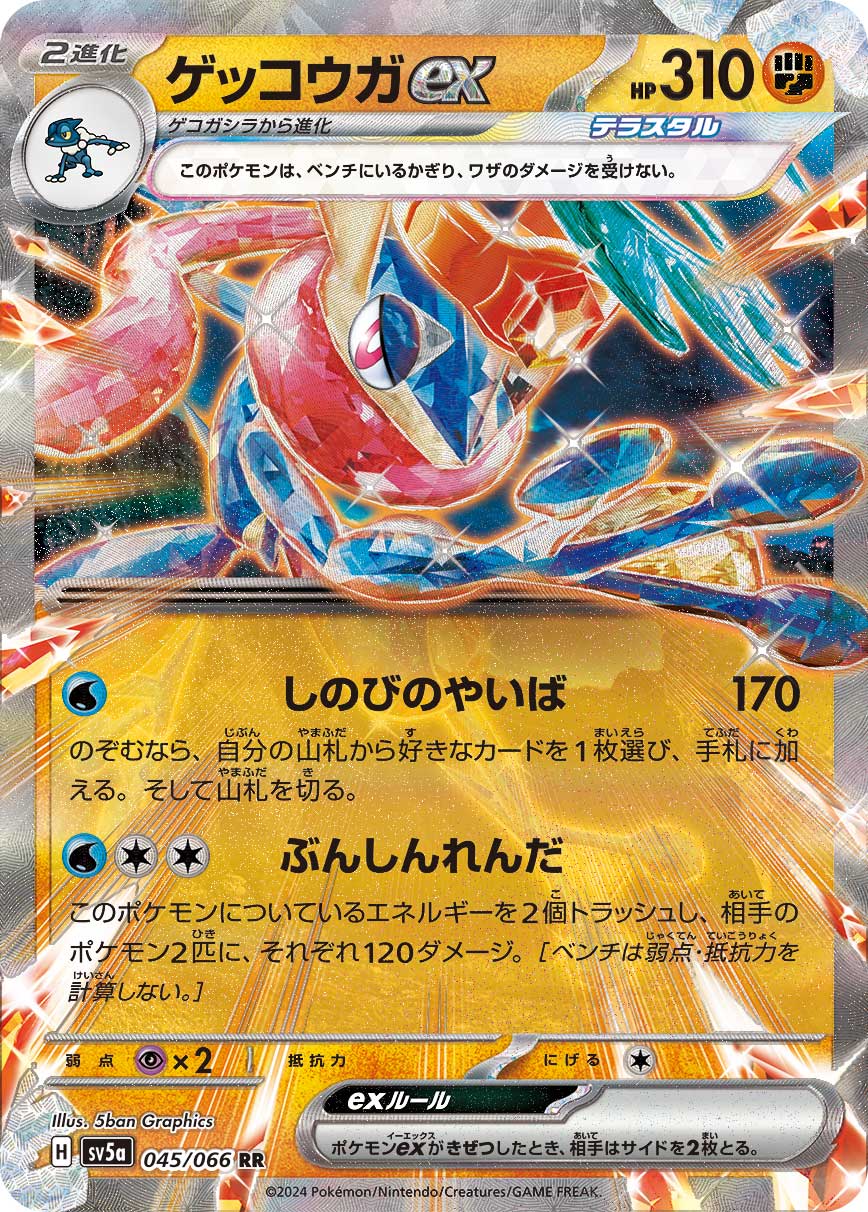 2進化
ゲッコウガex
HP310
ゲコガシラから進化
テラスタル
このポケモンは、ベンチにいるかぎり、ワザのダメージを受けない。
しのびのやいば 170
のぞむなら、自分の山札から好きなカードを1枚選び、手札に加
える。そして山札を切る。
ぶんしんれんだ
このポケモンについているエネルギーを2個トラッシュし、相手の
ポケモン2匹に、それぞれ120ダメージ。[ベンチは弱点・抵抗力を
計算しない。]
弱点 ×2 抵抗力 にげる
Illus. 5ban Graphics
exルール
ポケモンexがきぜつしたとき、相手はサイドを2枚とる。
H sv5a 045/066 RR
©2024 Pokémon/Nintendo/Creatures/GAME FREAK.